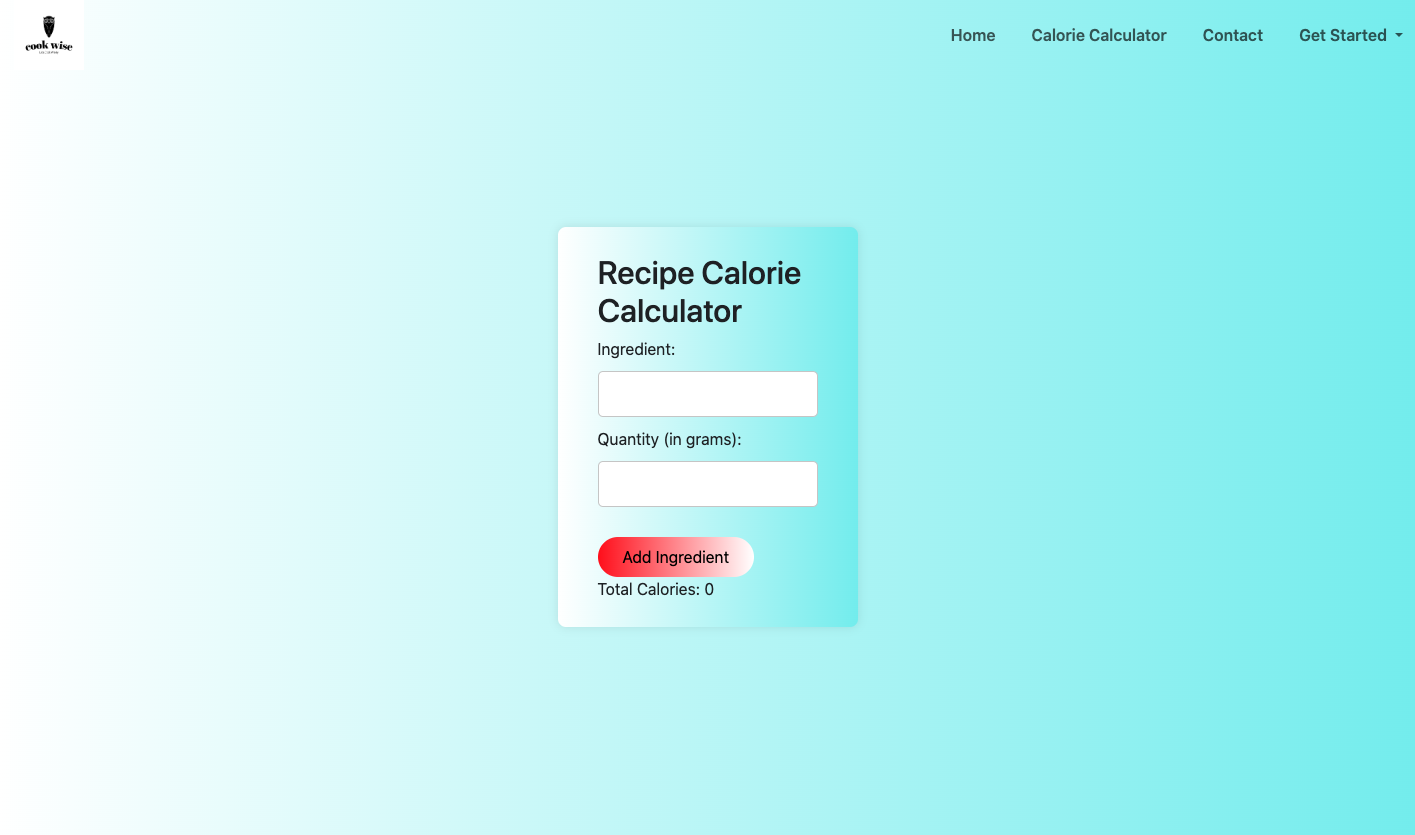 cook wise
Home
Calorie Calculator
Contact
Get Started
Recipe Calorie
Calculator
Ingredient:
Quantity (in grams):
Add Ingredient
Total Calories: 0